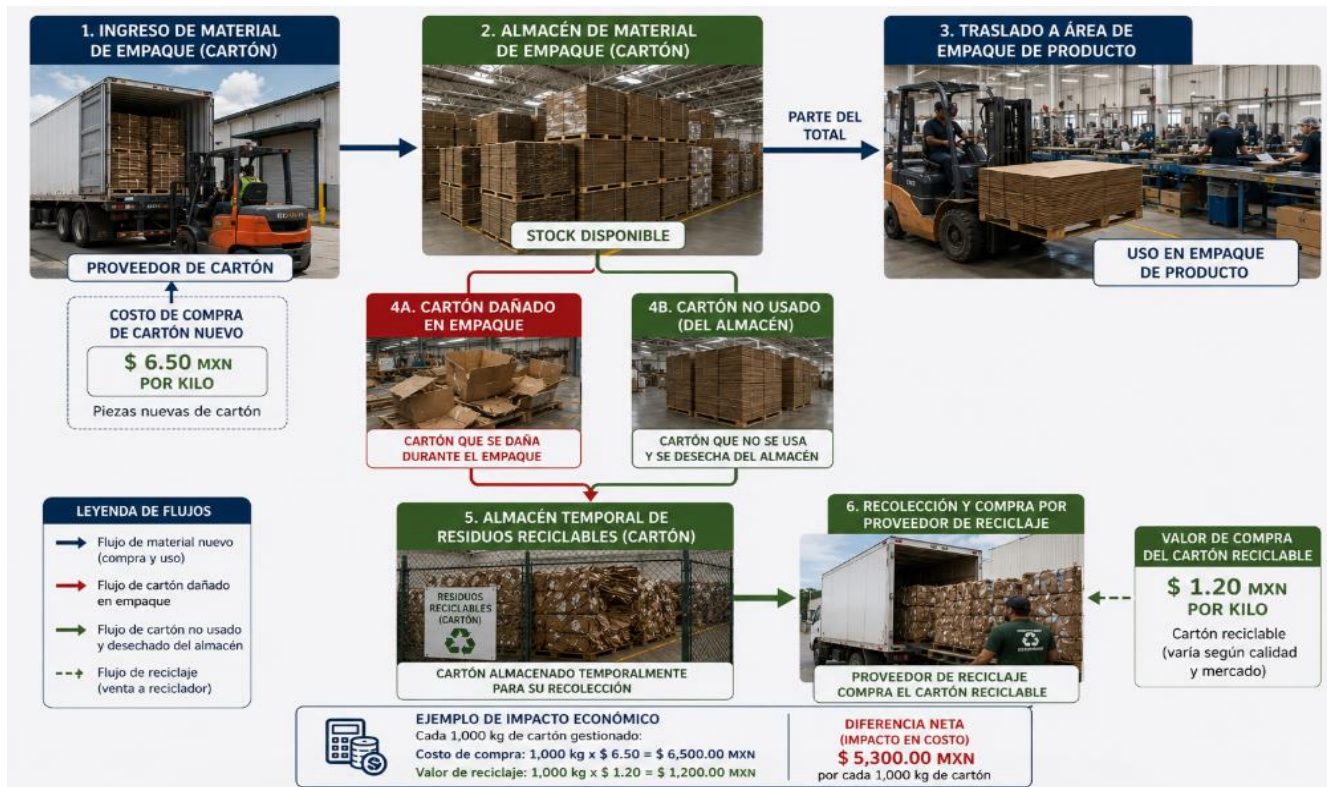 1. INGRESO DE MATERIAL
DE EMPAQUE (CARTÓN)
PROVEEDOR DE CARTÓN
COSTO DE COMPRA
DE CARTÓN NUEVO
$ 6.50 MXN
POR KILO
Piezas nuevas de cartón
2. ALMACÉN DE MATERIAL
DE EMPAQUE (CARTÓN)
STOCK DISPONIBLE
PARTE DEL
TOTAL
3. TRASLADO A ÁREA DE
EMPAQUE DE PRODUCTO
USO EN EMPAQUE
DE PRODUCTO
4A. CARTÓN DAÑADO
EN EMPAQUE
CARTÓN QUE SE DAÑA
DURANTE EL EMPAQUE
4B. CARTÓN NO USADO
(DEL ALMACÉN)
CARTÓN QUE NO SE USA
Y SE DESECHA DEL ALMACÉN
LEYENDA DE FLUJOS
Flujo de material nuevo
(compra y uso)
Flujo de cartón dañado
en empaque
Flujo de cartón no usado
y desechado del almacén
Flujo de reciclaje
(venta a reciclador)
5. ALMACÉN TEMPORAL DE
RESIDUOS RECICLABLES (CARTÓN)
RESIDUOS
RECICLABLES
(CARTÓN)
CARTÓN ALMACENADO TEMPORALMENTE
PARA SU RECOLECCIÓN
6. RECOLECCIÓN Y COMPRA POR
PROVEEDOR DE RECICLAJE
PROVEEDOR DE RECICLAJE
COMPRA EL CARTÓN RECICLABLE
VALOR DE COMPRA
DEL CARTÓN RECICLABLE
$ 1.20 MXN
POR KILO
Cartón reciclable
(varía según calidad
y mercado)
EJEMPLO DE IMPACTO ECONÓMICO
Cada 1,000 kg de cartón gestionado:
Costo de compra: 1,000 kg x $ 6.50 = $ 6,500.00 MXN
Valor de reciclaje: 1,000 kg x $ 1.20 = $ 1,200.00 MXN
DIFERENCIA NETA
(IMPACTO EN COSTO)
$ 5,300.00 MXN
por cada 1,000 kg de cartón